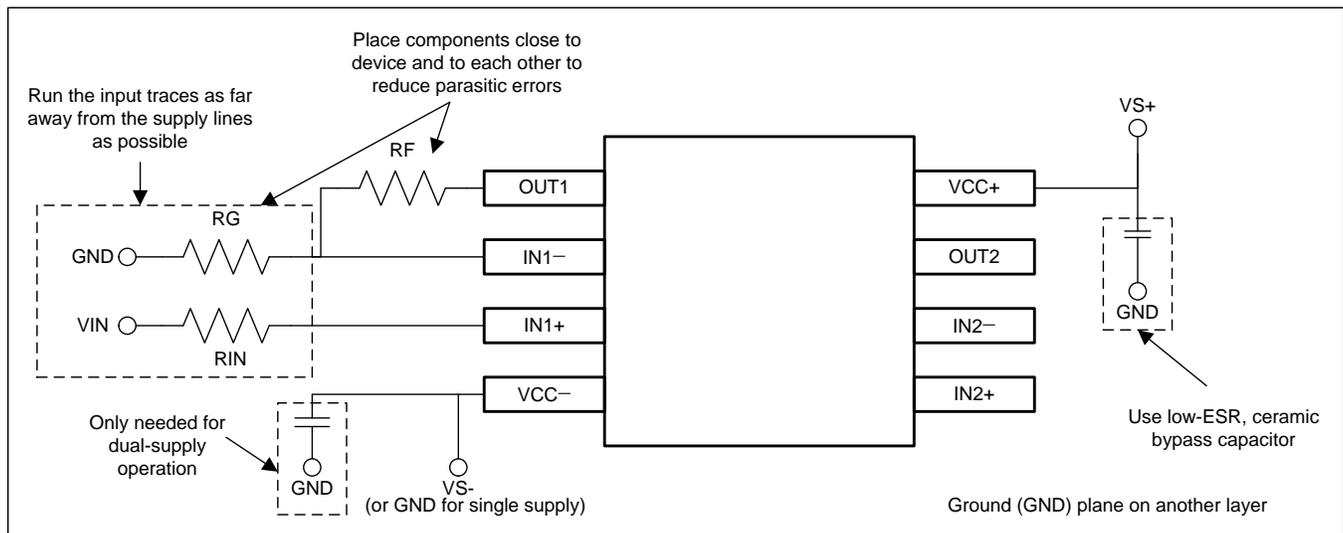 Place components close to
device and to each other to
reduce parasitic errors
Run the input traces as far
away from the supply lines
as possible
VS+
RF
OUT1
VCC+
RG
GND
IN1−
OUT2
VIN
IN1+
GND
IN2−
RIN
VCC−
IN2+
Only needed for
dual-supply
operation
Use low-ESR, ceramic
bypass capacitor
GND
VS-
(or GND for single supply)
Ground (GND) plane on another layer